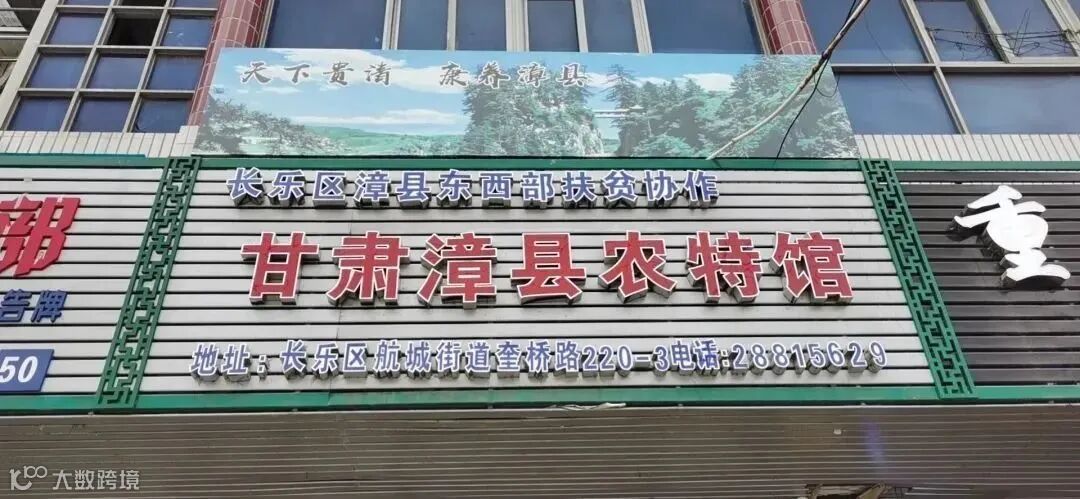 天下贵清 康养漳县
长乐区漳县东西部扶贫协作
甘肃漳县农特馆
地址：长乐区航城街道奎桥路220-3电话:28815629
部
告牌
50
重
大数跨境